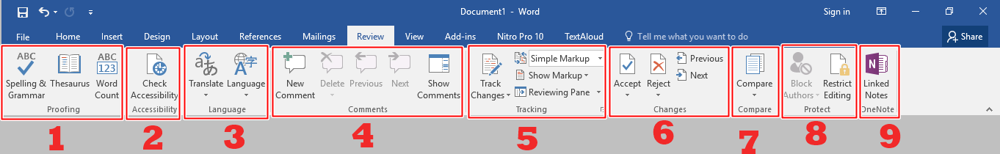 Document1 - Word
Sign in
File Home Insert Design Layout References Mailings Review View Add-ins Nitro Pro 10 TextAloud Tell me what you want to do Share
ABC
Spelling & Grammar
Thesaurus
ABC
123
Word Count
Proofing
Check Accessibility
Accessibility
Translate
字
A
Language
Language
New Comment
Delete
Previous
Next
Show Comments
Comments
Track Changes
Simple Markup
Show Markup
Reviewing Pane
Tracking
Accept
Reject
Previous
Next
Changes
Compare
Compare
Block Authors
Restrict Editing
Protect
N
Linked Notes
OneNote
1 2 3 4 5 6 7 8 9